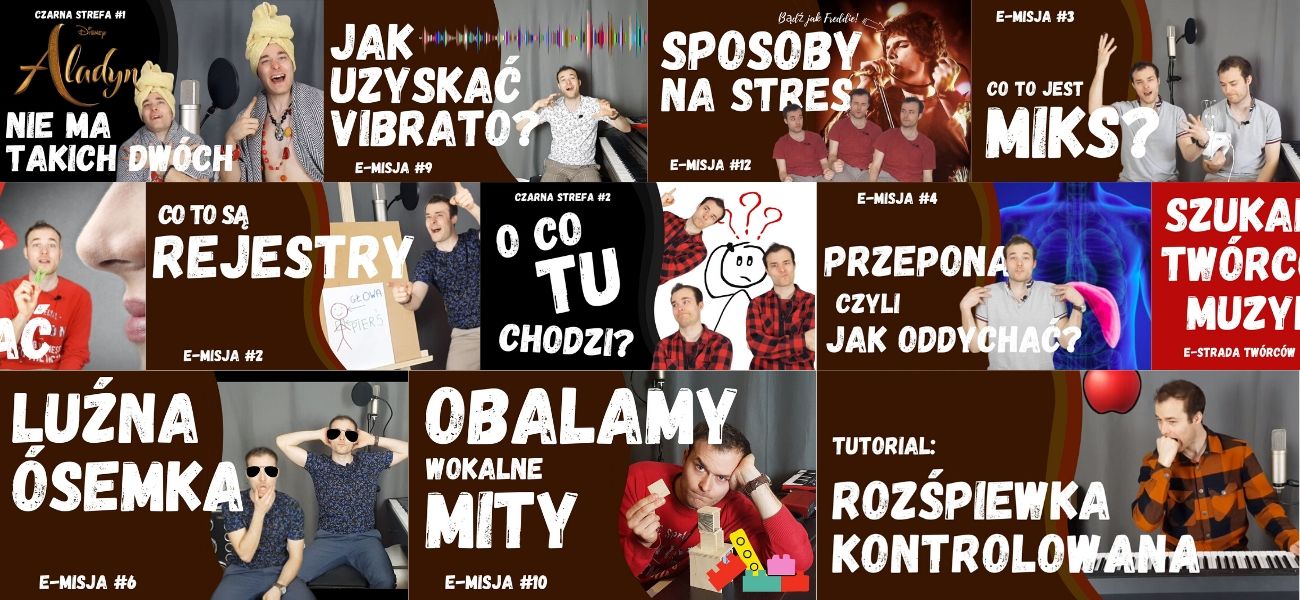 CZARNA STREFA #1
DISNEY
Aladyn
NIE MA
TAKICH DWÓCH
JAK
UZYSKAĆ
VIBRATO?
E-MISJA #9
Bądź jak Freddie!
SPOSOBY
NA STRES
E-MISJA #12
E-MISJA #3
CO TO JEST
MIKS?
AĆ
CO TO SĄ
REJESTRY
GŁOWA
PIERŚ
E-MISJA #2
CZARNA STREFA #2
O CO
TU
CHODZI?
E-MISJA #4
PRZEPONA
CZYLI
JAK ODDYCHAĆ?
SZUKA
TWÓRC
MUZY
E-STRADA TWÓRCÓW
LUŹNA
ÓSEMKA
E-MISJA #6
OBALAMY
WOKALNE
MITY
E-MISJA #10
TUTORIAL:
ROZŚPIEWKA
KONTROLOWANA